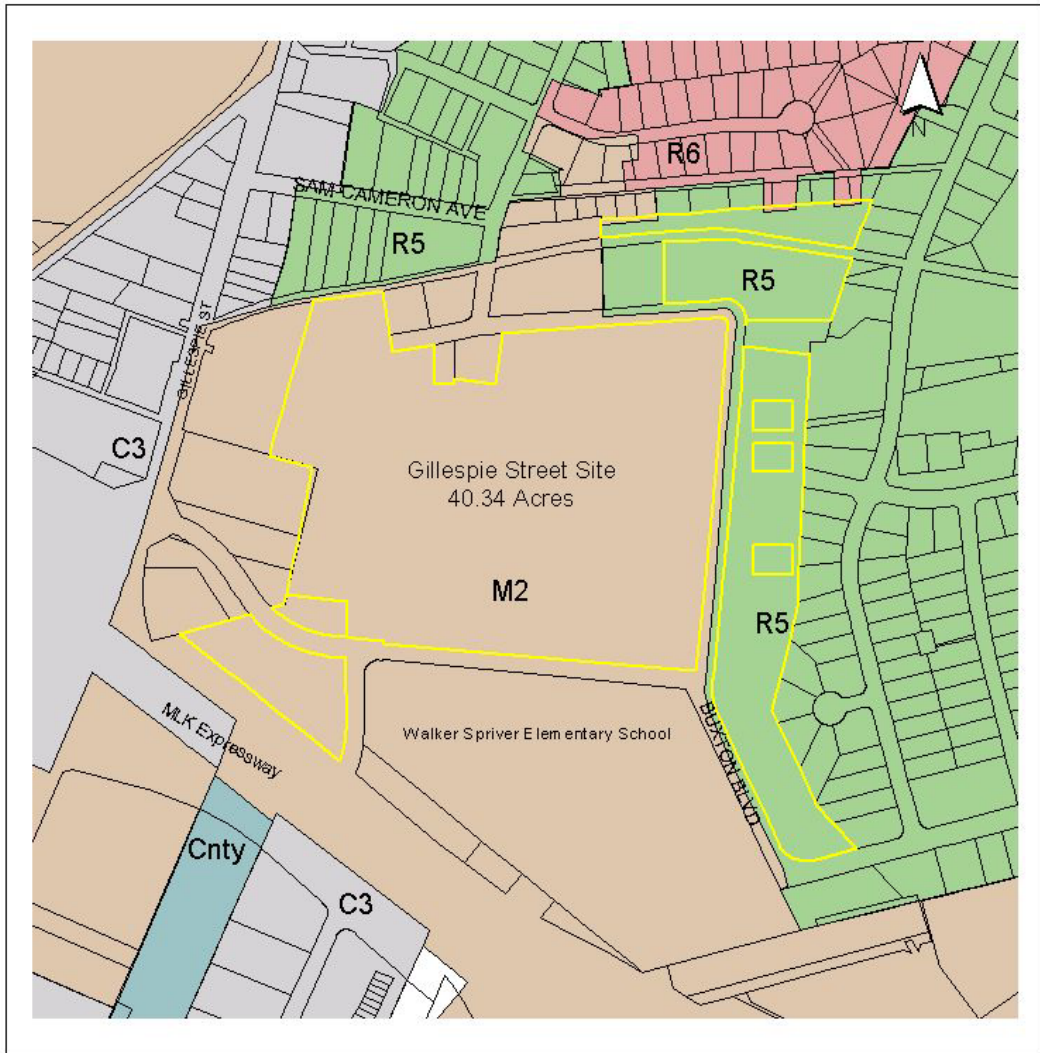 N
R6
SAM CAMERON AVE
R5
R5
GILLESPIE ST
C3
Gillespie Street Site
40.34 Acres
M2
R5
Walker Spriver Elementary School
BUXTON BLVD
MLK Expressway
Cnty
C3